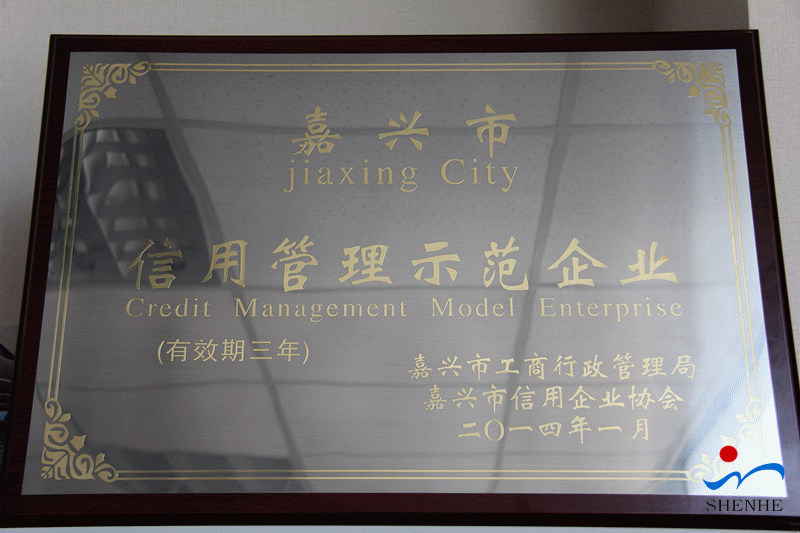 嘉兴市
jiaxing City
信用管理示范企业
Credit Management Model Enterprise
(有效期三年)
嘉兴市工商行政管理局
嘉兴市信用企业协会
二〇一四年一月
SHENHE